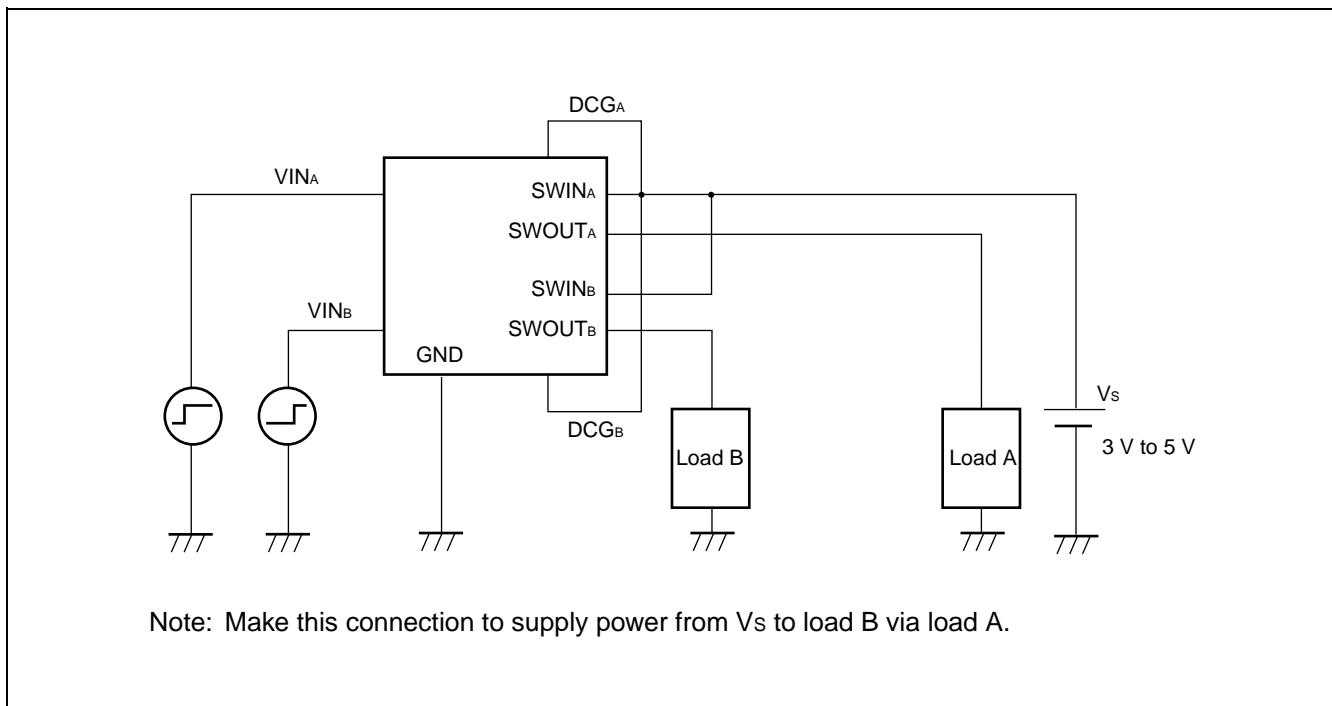 DCGA
VINA
SWINA
SWOUTA
SWINB
VINB
SWOUTB
GND
VS
DCGB
3 V to 5 V
Load B
Load A
Note: Make this connection to supply power from VS to load B via load A.